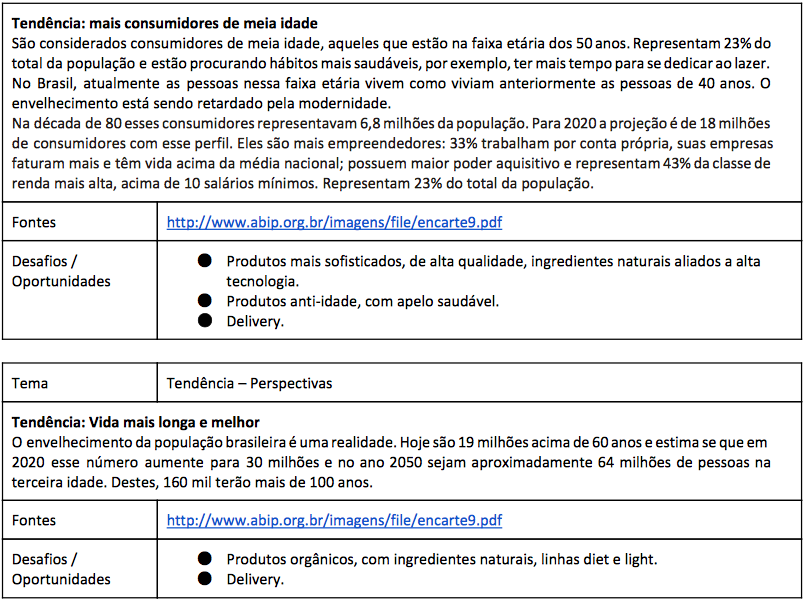 Tendência: mais consumidores de meia idade
São considerados consumidores de meia idade, aqueles que estão na faixa etária dos 50 anos. Representam 23% do
total da população e estão procurando hábitos mais saudáveis, por exemplo, ter mais tempo para se dedicar ao lazer.
No Brasil, atualmente as pessoas nessa faixa etária vivem como viviam anteriormente as pessoas de 40 anos. O
envelhecimento está sendo retardado pela modernidade.
Na década de 80 esses consumidores representavam 6,8 milhões da população. Para 2020 a projeção é de 18 milhões
de consumidores com esse perfil. Eles são mais empreendedores: 33% trabalham por conta própria, suas empresas
faturam mais e têm vida acima da média nacional; possuem maior poder aquisitivo e representam 43% da classe de
renda mais alta, acima de 10 salários mínimos. Representam 23% do total da população.
Fontes
http://www.abip.org.br/imagens/file/encarte9.pdf
Desafios /
Oportunidades
● Produtos mais sofisticados, de alta qualidade, ingredientes naturais aliados a alta
tecnologia.
● Produtos anti-idade, com apelo saudável.
● Delivery.
Tema
Tendência – Perspectivas
Tendência: Vida mais longa e melhor
O envelhecimento da população brasileira é uma realidade. Hoje são 19 milhões acima de 60 anos e estima se que em
2020 esse número aumente para 30 milhões e no ano 2050 sejam aproximadamente 64 milhões de pessoas na
terceira idade. Destes, 160 mil terão mais de 100 anos.
Fontes
http://www.abip.org.br/imagens/file/encarte9.pdf
Desafios /
Oportunidades
● Produtos orgânicos, com ingredientes naturais, linhas diet e light.
● Delivery.